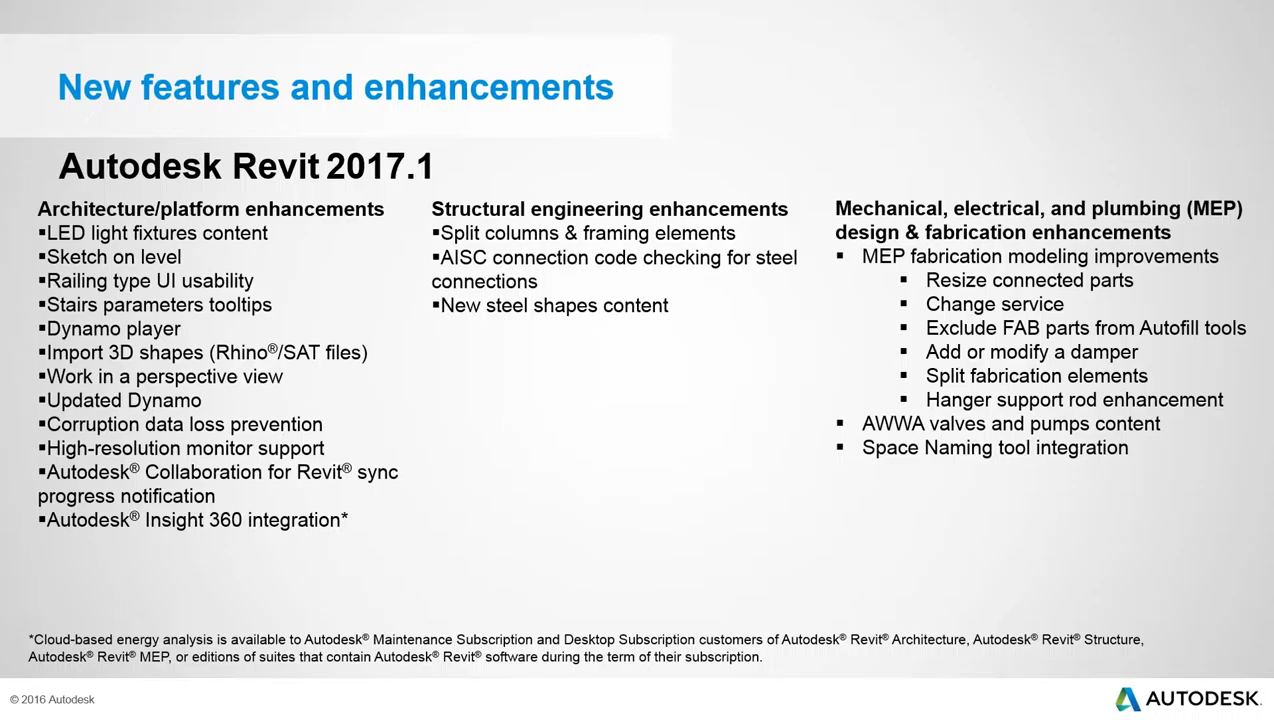 New features and enhancements
Autodesk Revit 2017.1
Architecture/platform enhancements
▪LED light fixtures content
▪Sketch on level
▪Railing type UI usability
▪Stairs parameters tooltips
▪Dynamo player
▪Import 3D shapes (Rhino®/SAT files)
▪Work in a perspective view
▪Updated Dynamo
▪Corruption data loss prevention
▪High-resolution monitor support
▪Autodesk® Collaboration for Revit® sync
progress notification
▪Autodesk® Insight 360 integration*
Structural engineering enhancements
▪Split columns & framing elements
▪AISC connection code checking for steel
connections
▪New steel shapes content
Mechanical, electrical, and plumbing (MEP)
design & fabrication enhancements
▪ MEP fabrication modeling improvements
▪ Resize connected parts
▪ Change service
▪ Exclude FAB parts from Autofill tools
▪ Add or modify a damper
▪ Split fabrication elements
▪ Hanger support rod enhancement
▪ AWWA valves and pumps content
▪ Space Naming tool integration
*Cloud-based energy analysis is available to Autodesk® Maintenance Subscription and Desktop Subscription customers of Autodesk® Revit® Architecture, Autodesk® Revit® Structure,
Autodesk® Revit® MEP, or editions of suites that contain Autodesk® Revit® software during the term of their subscription.
© 2016 Autodesk
AUTODESK.